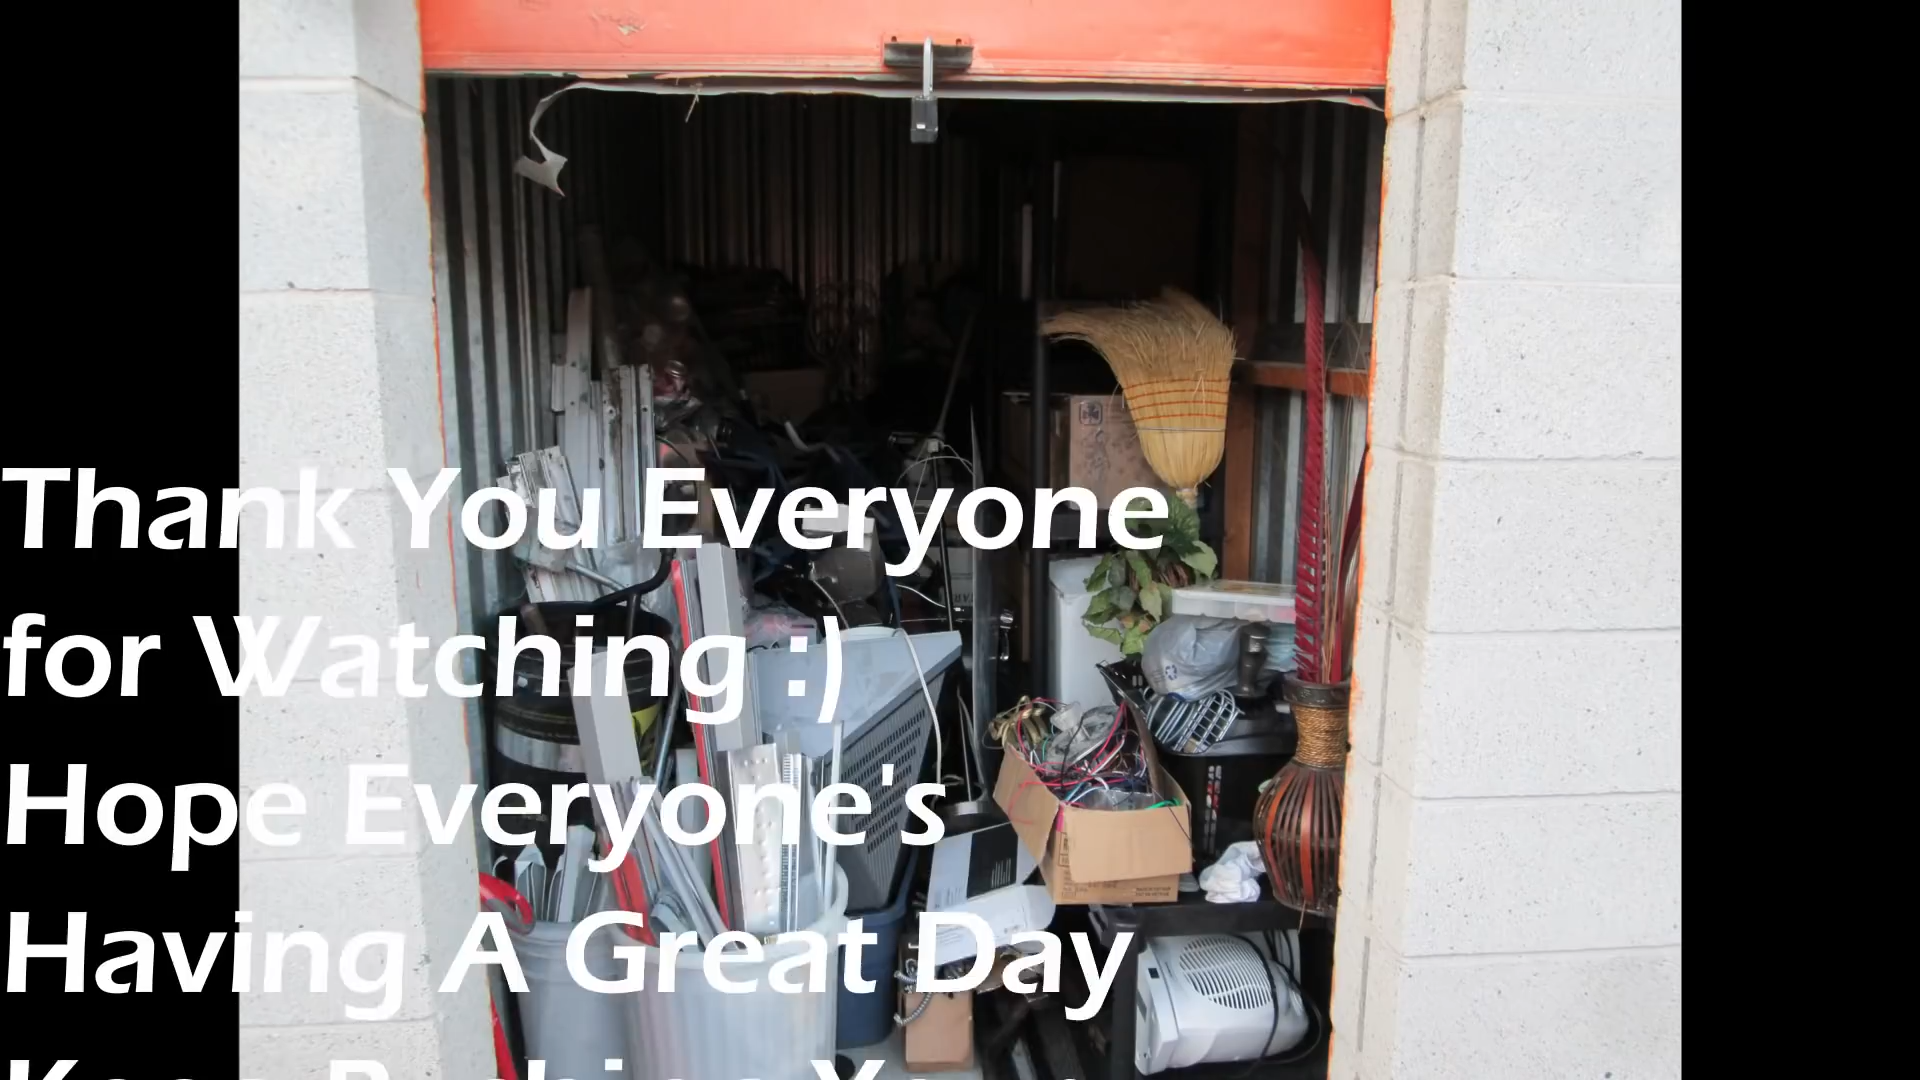 Thank You Everyone
for Watching :)
Hope Everyone's
Having A Great Day